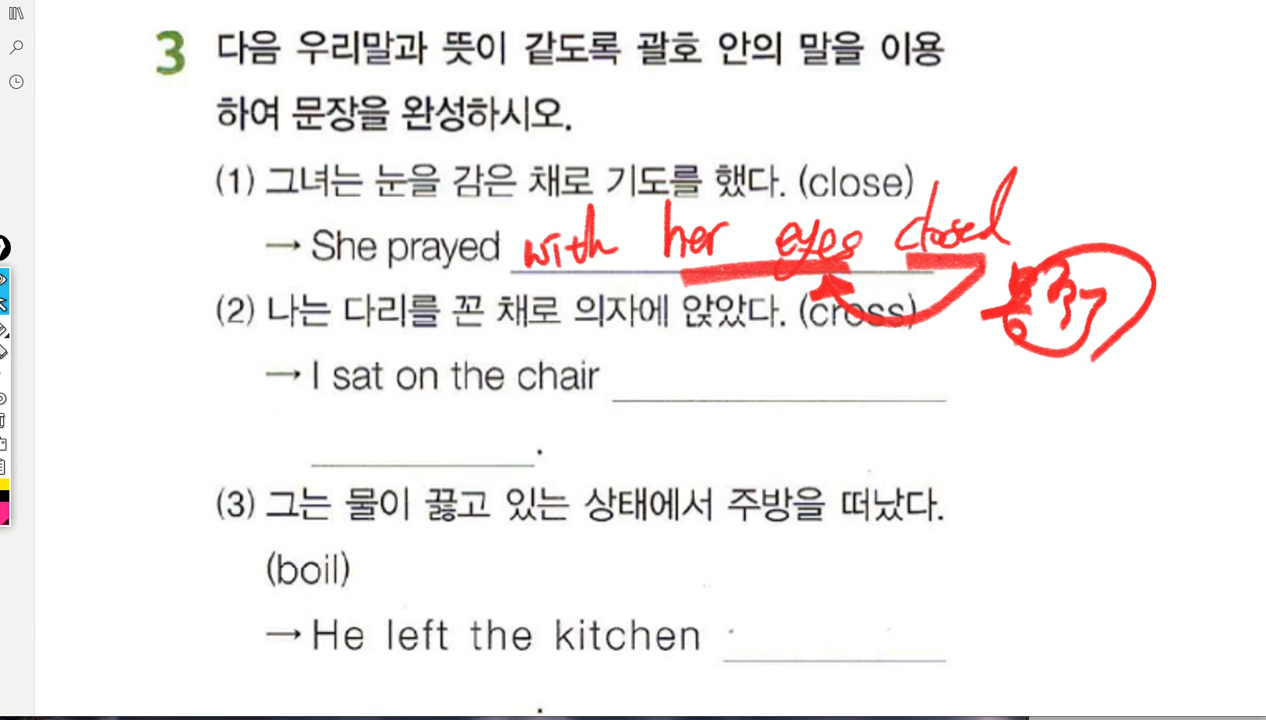 3 다음 우리말과 뜻이 같도록 괄호 안의 말을 이용
하여 문장을 완성하시오.
(1) 그녀는 눈을 감은 채로 기도를 했다. (close)
→ She prayed with her eyes closed
(2) 나는 다리를 꼰 채로 의자에 앉았다. (cross)
→ I sat on the chair
.
(3) 그는 물이 끓고 있는 상태에서 주방을 떠났다.
(boil)
→ He left the kitchen
.